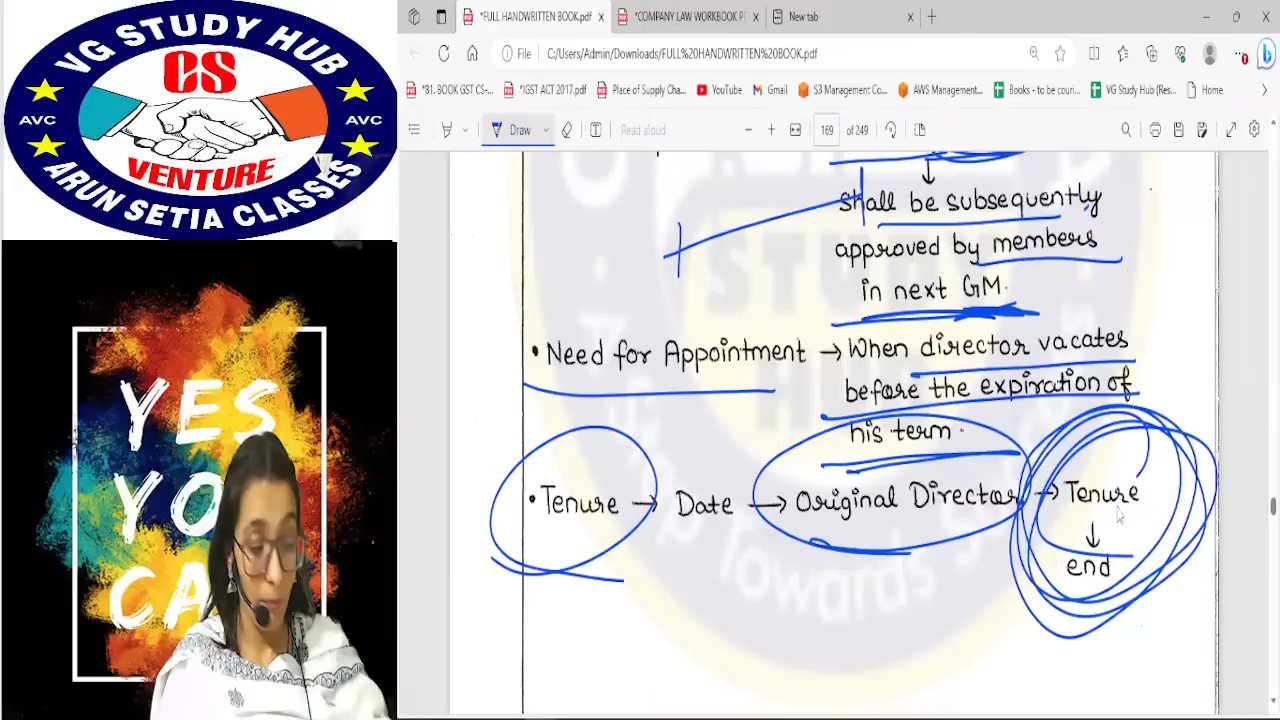 VG STUDY HUB
CS
AVC
AVC
VENTURE
ARUN SETIA CLASSES
YES
YO
CA
*FULL HANDWRITTEN BOOK.pdf
*COMPANY LAW WORKBOOK P
New tab
File
C:/Users/Admin/Downloads/FULL%20HANDWRITTEN%20BOOK.pdf
*81. BOOK GST CS-...
*IGST ACT 2017.pdf
Place of Supply Cha...
YouTube
Gmail
S3 Management Co...
AWS Management...
Books - to be couri...
VG Study Hub (Res...
Home
Draw
Read aloud
169 of 249
shall be subsequently
approved by members
in next GM.
• Need for Appointment → When director vacates
before the expiration of
his term.
• Tenure → Date → Original Director → Tenure
↓
end